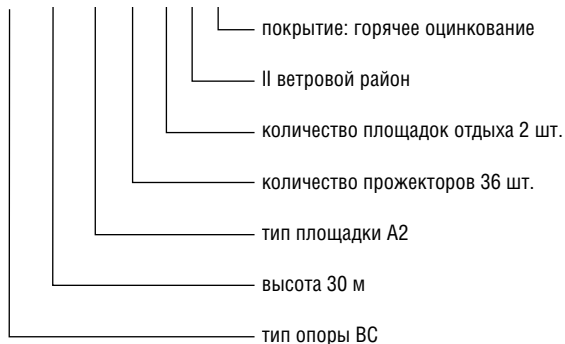 покрытие: горячее оцинкование
II ветровой район
количество площадок отдыха 2 шт.
количество прожекторов 36 шт.
тип площадки А2
высота 30 м
тип опоры ВС